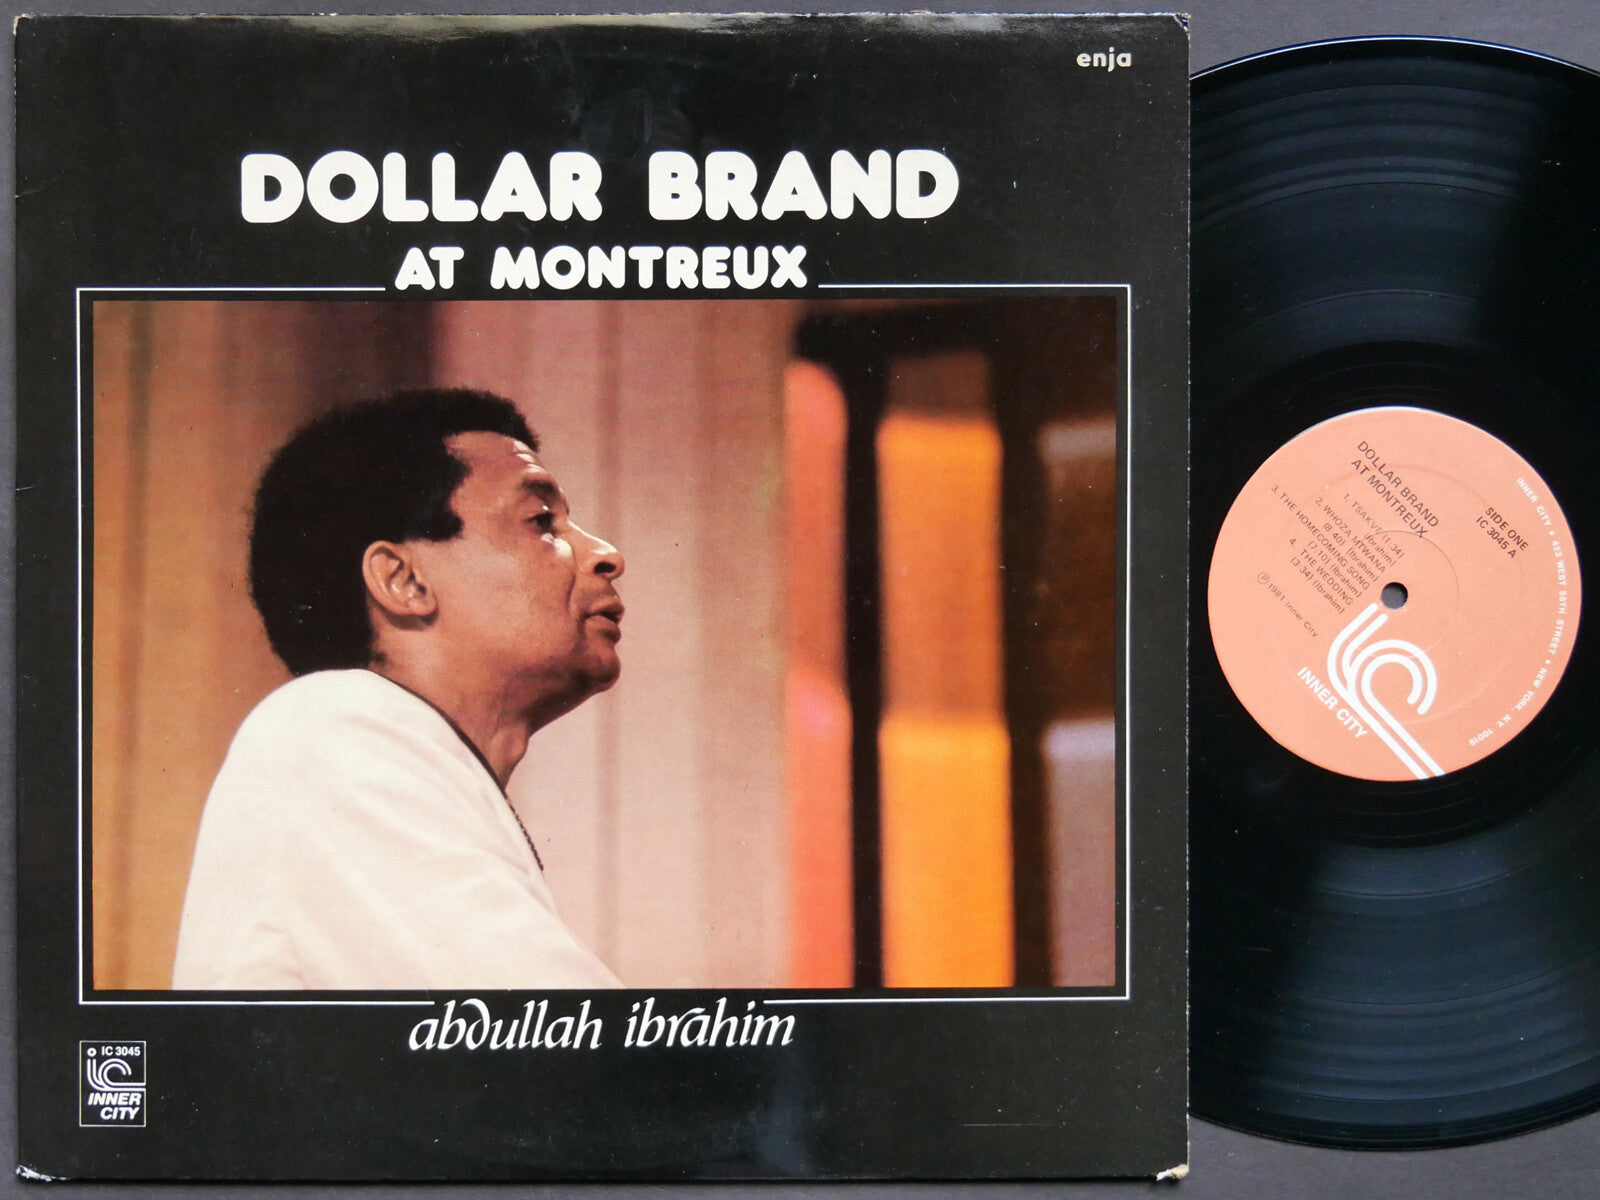 enja
DOLLAR BRAND
AT MONTREUX
abdullah ibrahim
IC 3045
INNER
CITY
DOLLAR BRAND
AT MONTREUX
SIDE ONE
IC 3045 A
1. TSAKVE (1:34)
(Ibrahim)
2. WHOZA MTWANA
(8:40) (Ibrahim)
3. THE HOMECOMING SONG
(7:10) (Ibrahim)
4. THE WEDDING
(3:34) (Ibrahim)
Ⓟ1981 Inner City
INNER CITY
INNER CITY • 423 WEST 55TH STREET • NEW YORK, N.Y. 10019